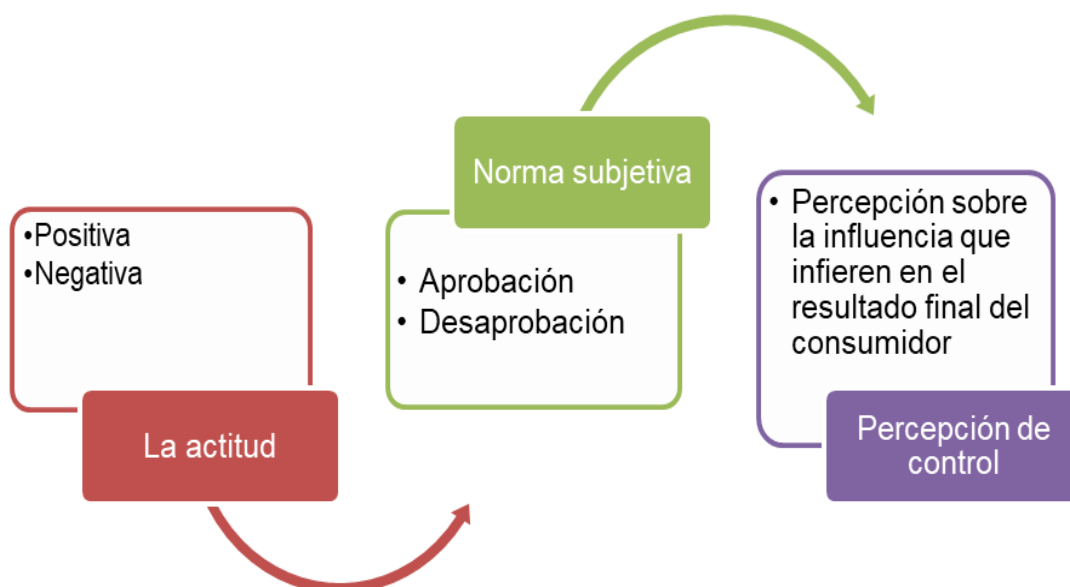 •Positiva
•Negativa
La actitud
Norma subjetiva
• Aprobación
• Desaprobación
• Percepción sobre
la influencia que
infieren en el
resultado final del
consumidor
Percepción de
control